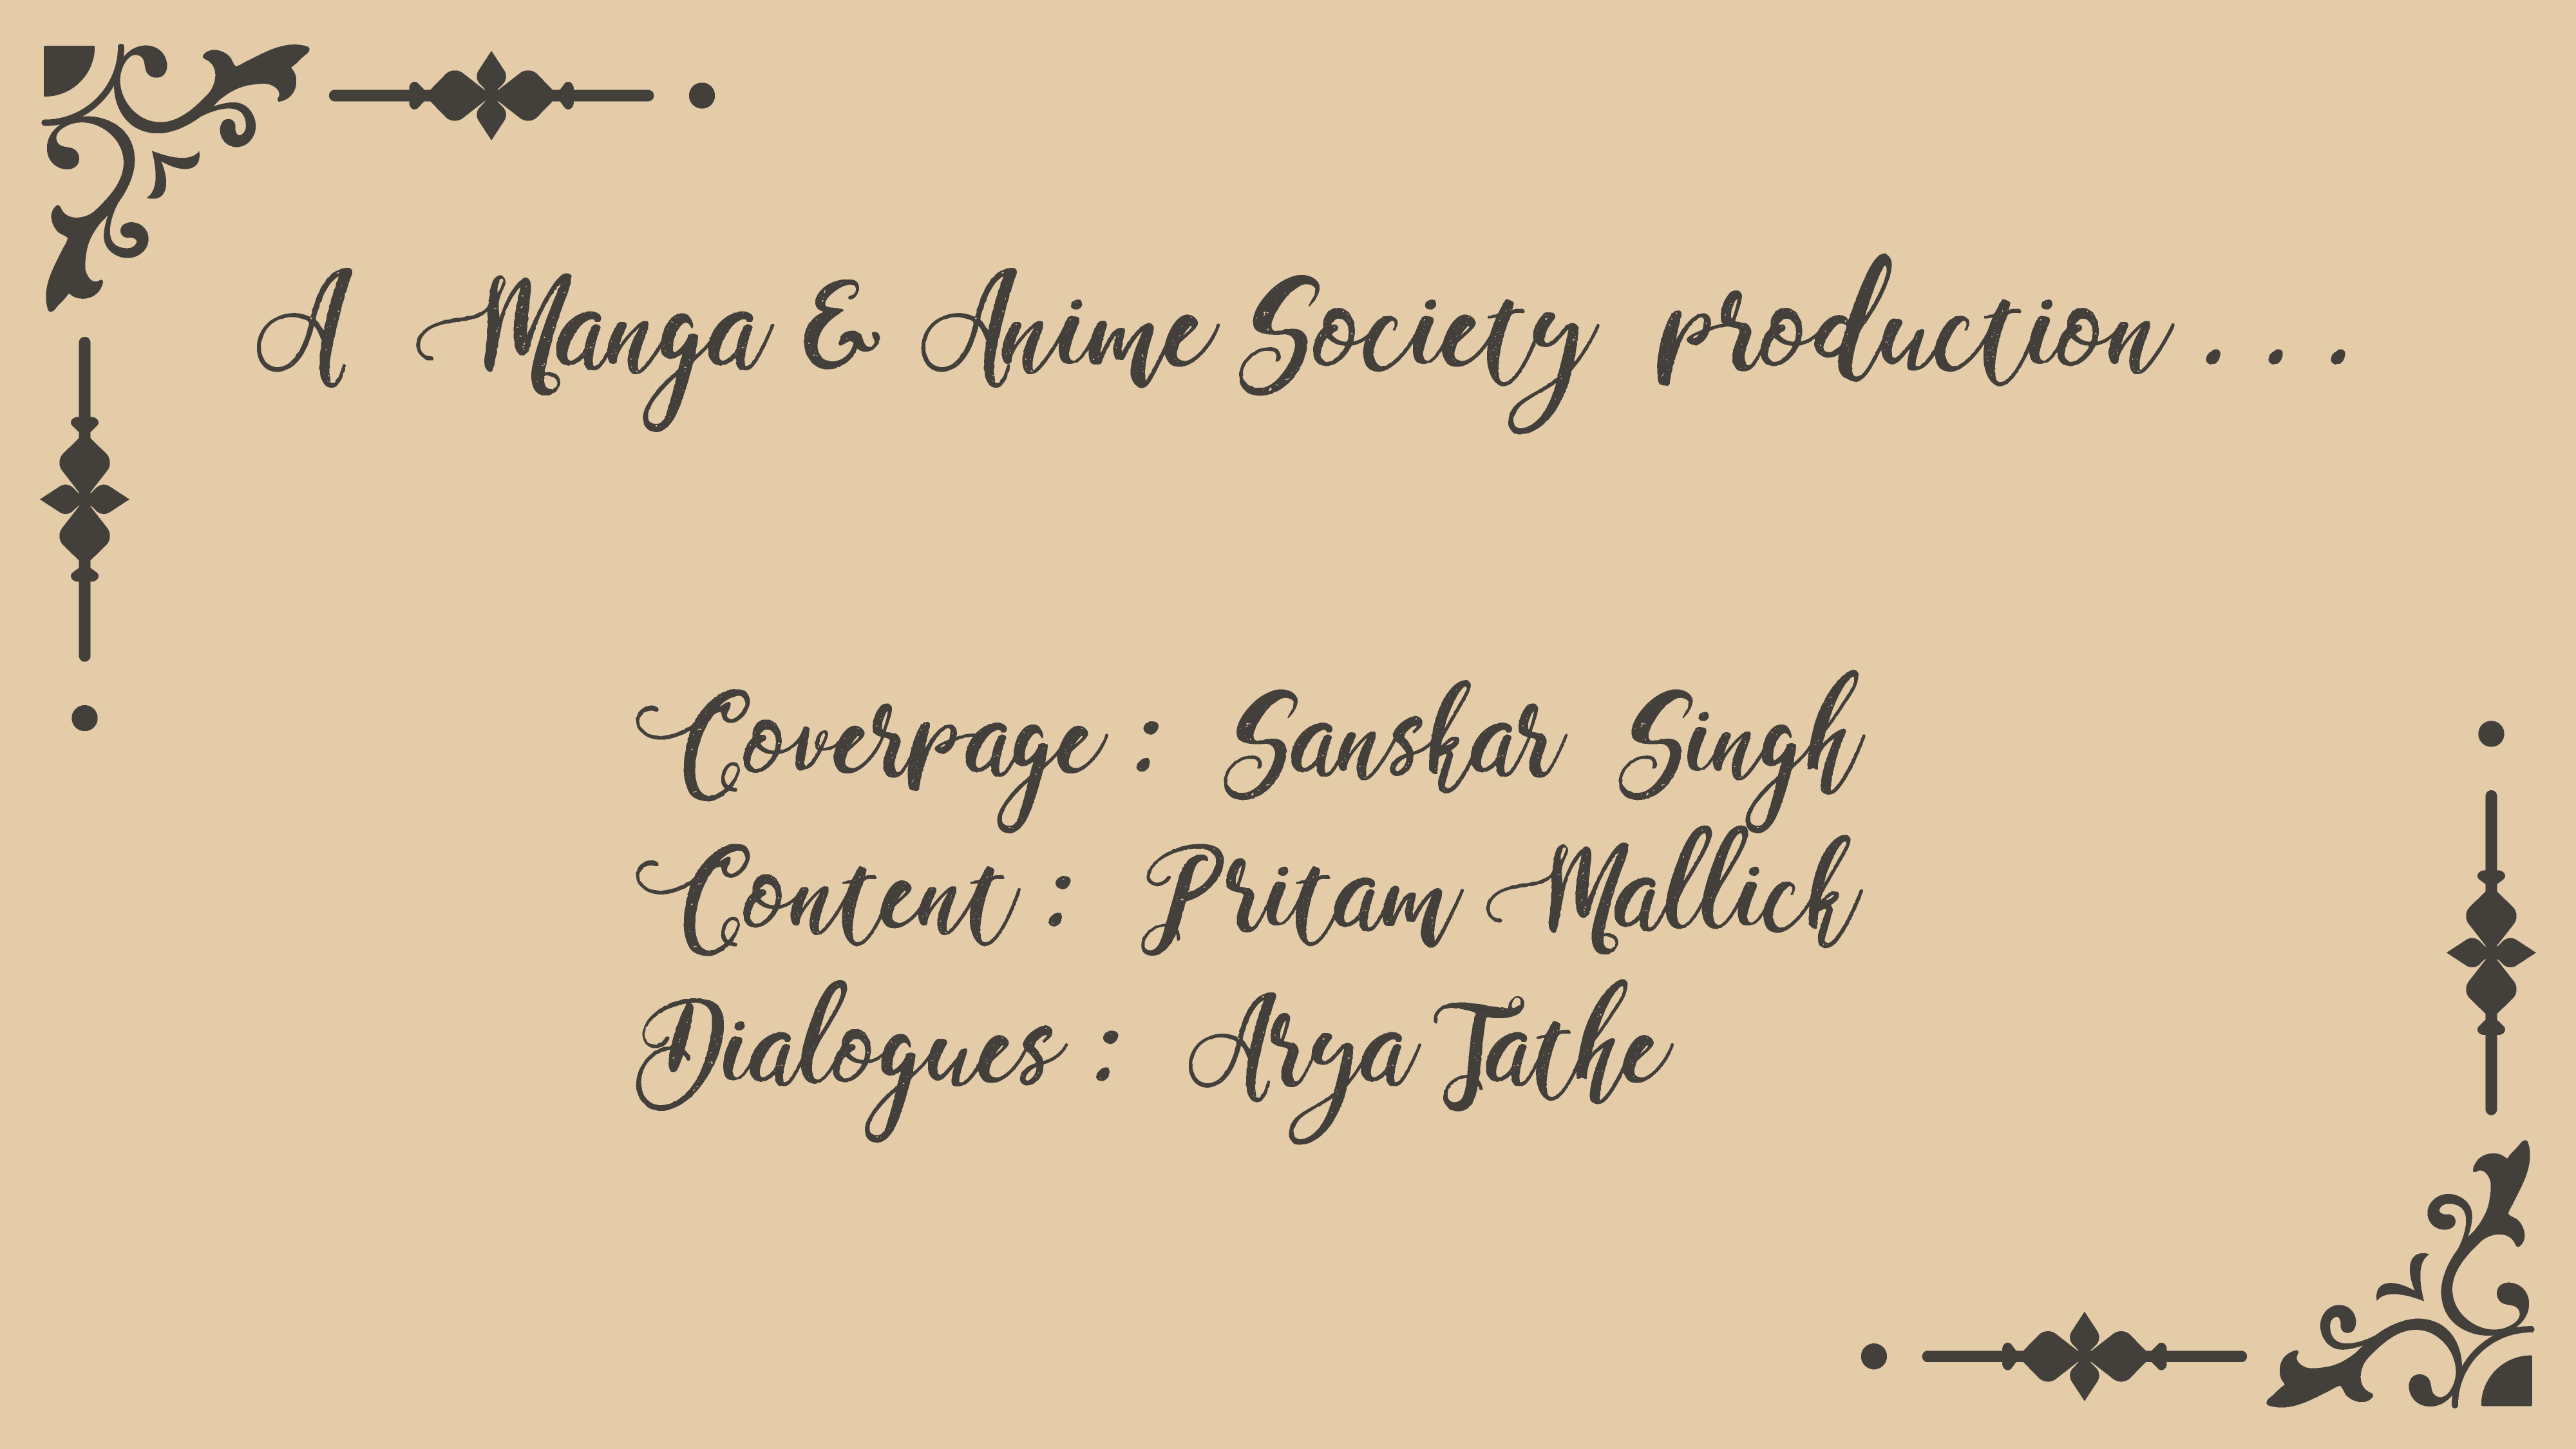 A Manga & Anime Society production . . .
Coverpage : Sanskar Singh
Content : Pritam Mallick
Dialogues : Arya Tathe